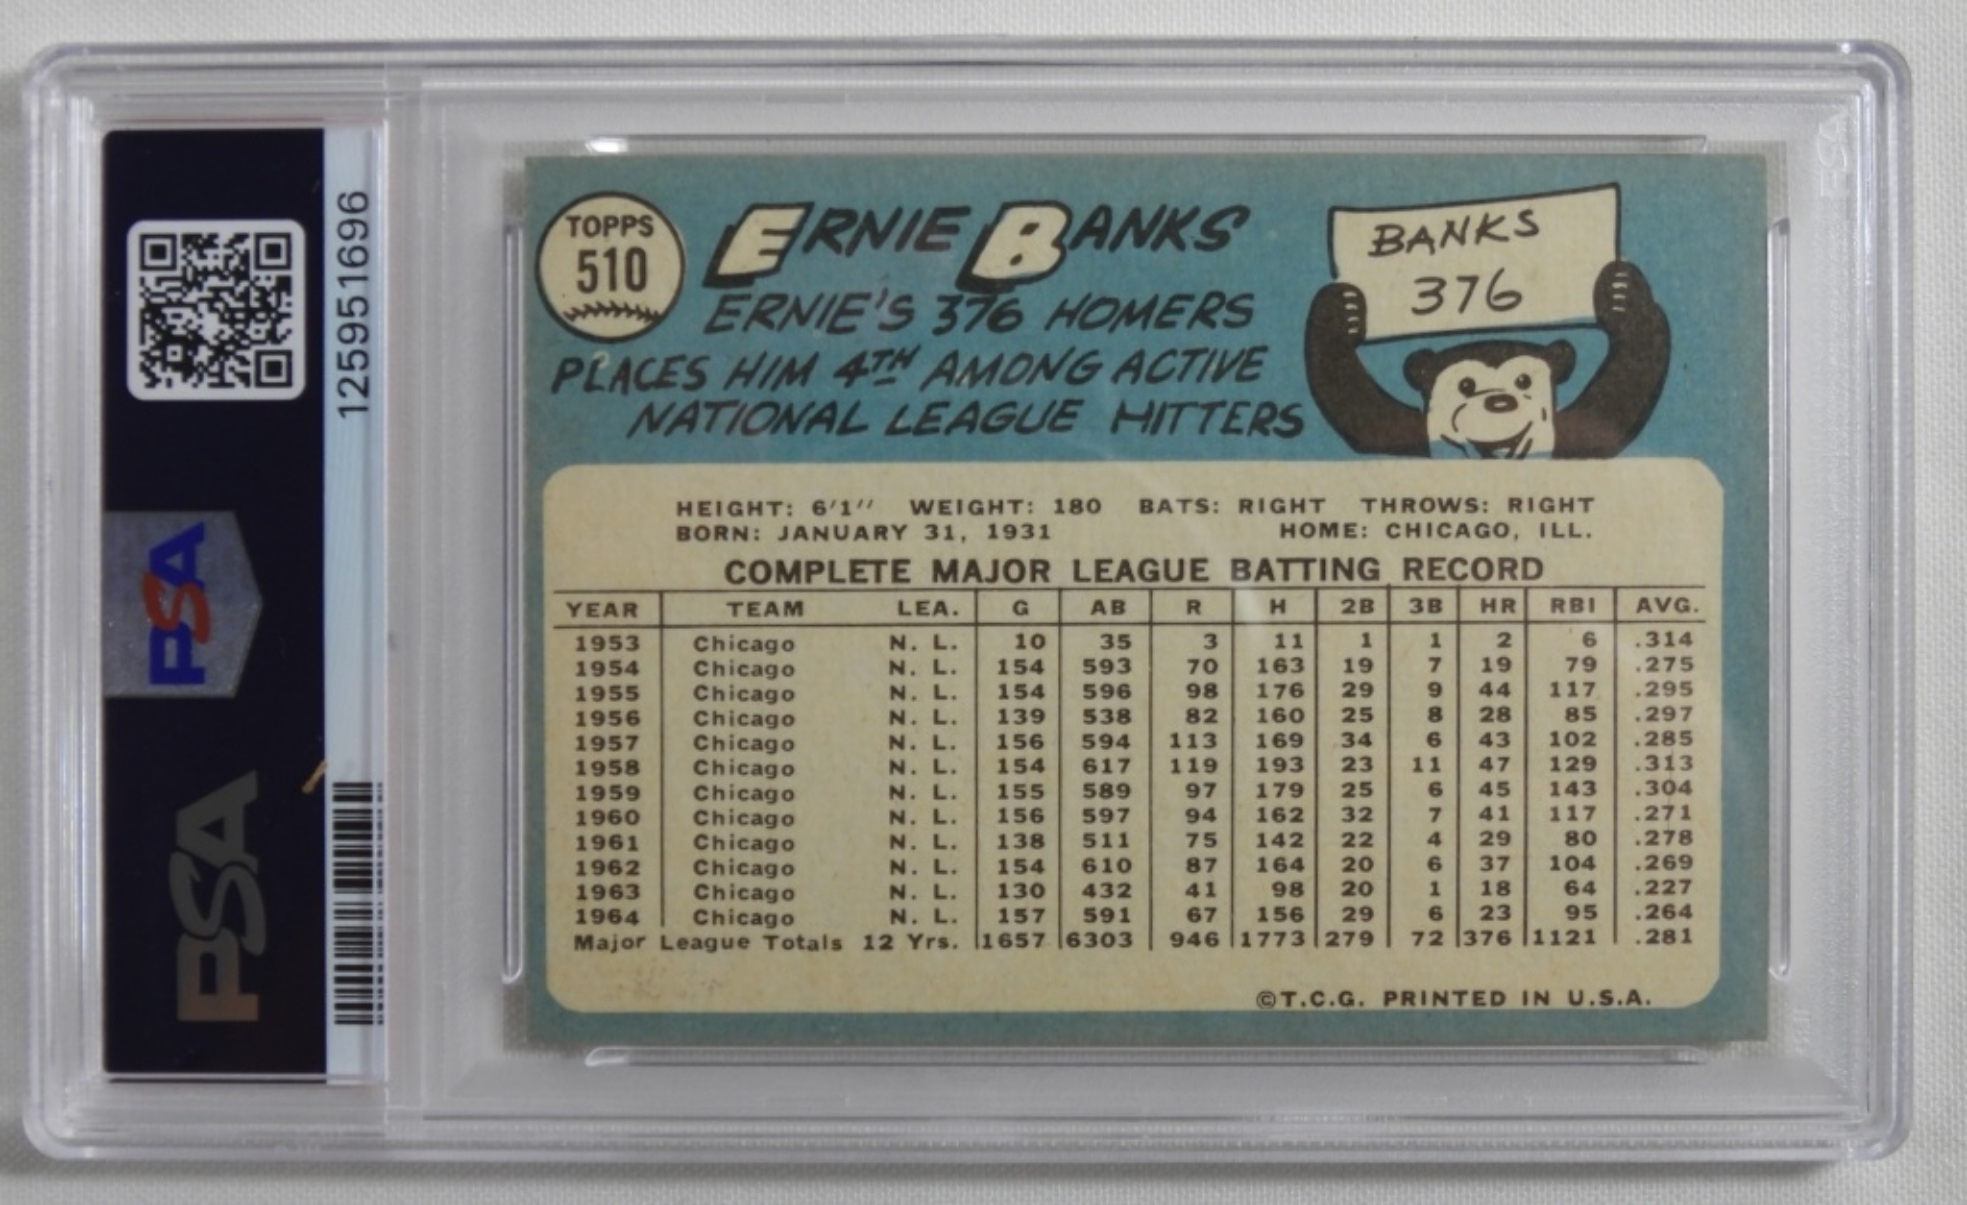 125951696
PSA
PSA
TOPPS
510
ERNIE BANKS
ERNIE'S 376 HOMERS
PLACES HIM 4TH AMONG ACTIVE
NATIONAL LEAGUE HITTERS
BANKS
376
HEIGHT: 6'1" WEIGHT: 180 BATS: RIGHT THROWS: RIGHT
BORN: JANUARY 31, 1931 HOME: CHICAGO, ILL.
COMPLETE MAJOR LEAGUE BATTING RECORD
YEAR TEAM LEA. G AB R H 2B 3B HR RBI AVG.
1953 Chicago N. L. 10 35 3 11 1 1 2 6 .314
1954 Chicago N. L. 154 593 70 163 19 7 19 79 .275
1955 Chicago N. L. 154 596 98 176 29 9 44 117 .295
1956 Chicago N. L. 139 538 82 160 25 8 28 85 .297
1957 Chicago N. L. 156 594 113 169 34 6 43 102 .285
1958 Chicago N. L. 154 617 119 193 23 11 47 129 .313
1959 Chicago N. L. 155 589 97 179 25 6 45 143 .304
1960 Chicago N. L. 156 597 94 162 32 7 41 117 .271
1961 Chicago N. L. 138 511 75 142 22 4 29 80 .278
1962 Chicago N. L. 154 610 87 164 20 6 37 104 .269
1963 Chicago N. L. 130 432 41 98 20 1 18 64 .227
1964 Chicago N. L. 157 591 67 156 29 6 23 95 .264
Major League Totals 12 Yrs. 1657 6303 946 1773 279 72 376 1121 .281
©T.C.G. PRINTED IN U.S.A.